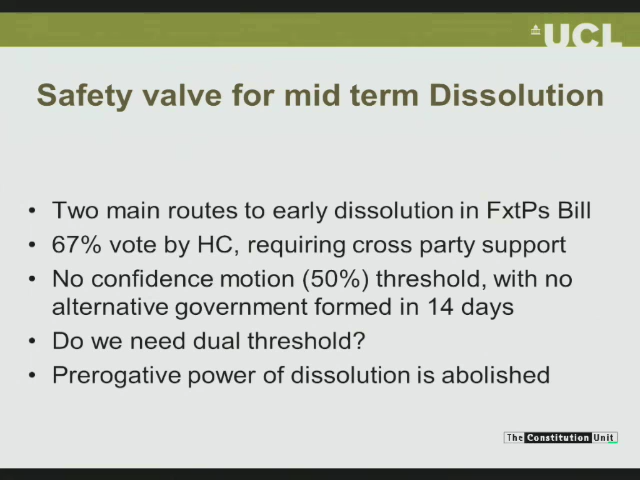 UCL
Safety valve for mid term Dissolution
• Two main routes to early dissolution in FxtPs Bill
• 67% vote by HC, requiring cross party support
• No confidence motion (50%) threshold, with no
alternative government formed in 14 days
• Do we need dual threshold?
• Prerogative power of dissolution is abolished
The Constitution Unit